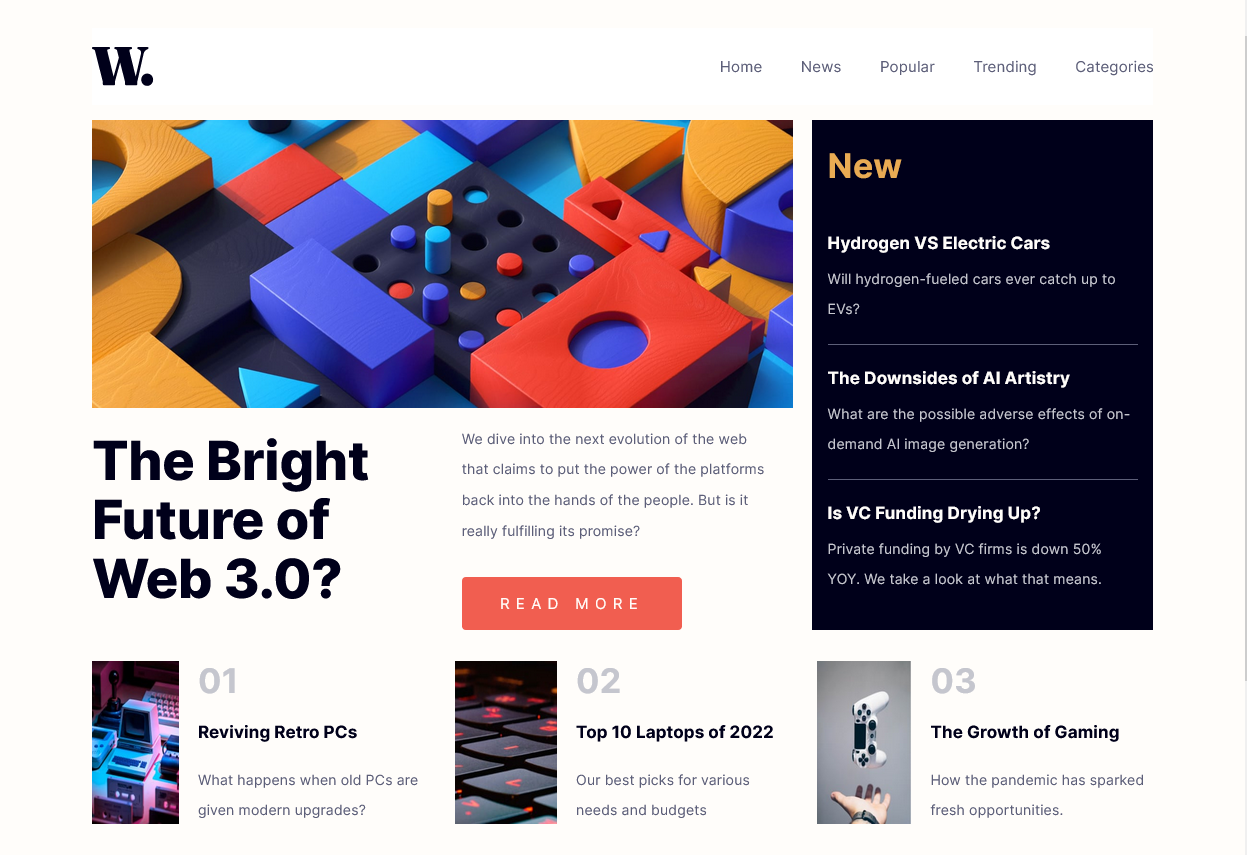 W.
Home News Popular Trending Categories
New
Hydrogen VS Electric Cars
Will hydrogen-fueled cars ever catch up to
EVs?
The Downsides of AI Artistry
What are the possible adverse effects of on-
demand AI image generation?
Is VC Funding Drying Up?
Private funding by VC firms is down 50%
YOY. We take a look at what that means.
The Bright
Future of
Web 3.0?
We dive into the next evolution of the web
that claims to put the power of the platforms
back into the hands of the people. But is it
really fulfilling its promise?
READ MORE
01
Reviving Retro PCs
What happens when old PCs are
given modern upgrades?
02
Top 10 Laptops of 2022
Our best picks for various
needs and budgets
03
The Growth of Gaming
How the pandemic has sparked
fresh opportunities.